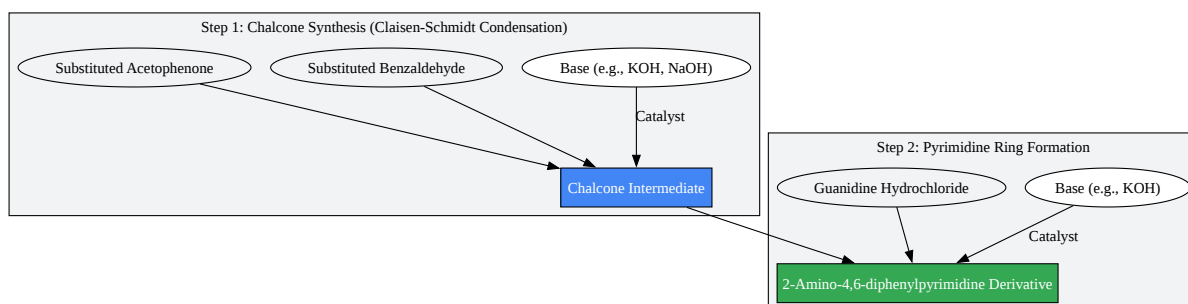 Step 1: Chalcone Synthesis (Claisen-Schmidt Condensation)
Substituted Acetophenone
Substituted Benzaldehyde
Base (e.g., KOH, NaOH)
Catalyst
Chalcone Intermediate
Step 2: Pyrimidine Ring Formation
Guanidine Hydrochloride
Base (e.g., KOH)
Catalyst
2-Amino-4,6-diphenylpyrimidine Derivative